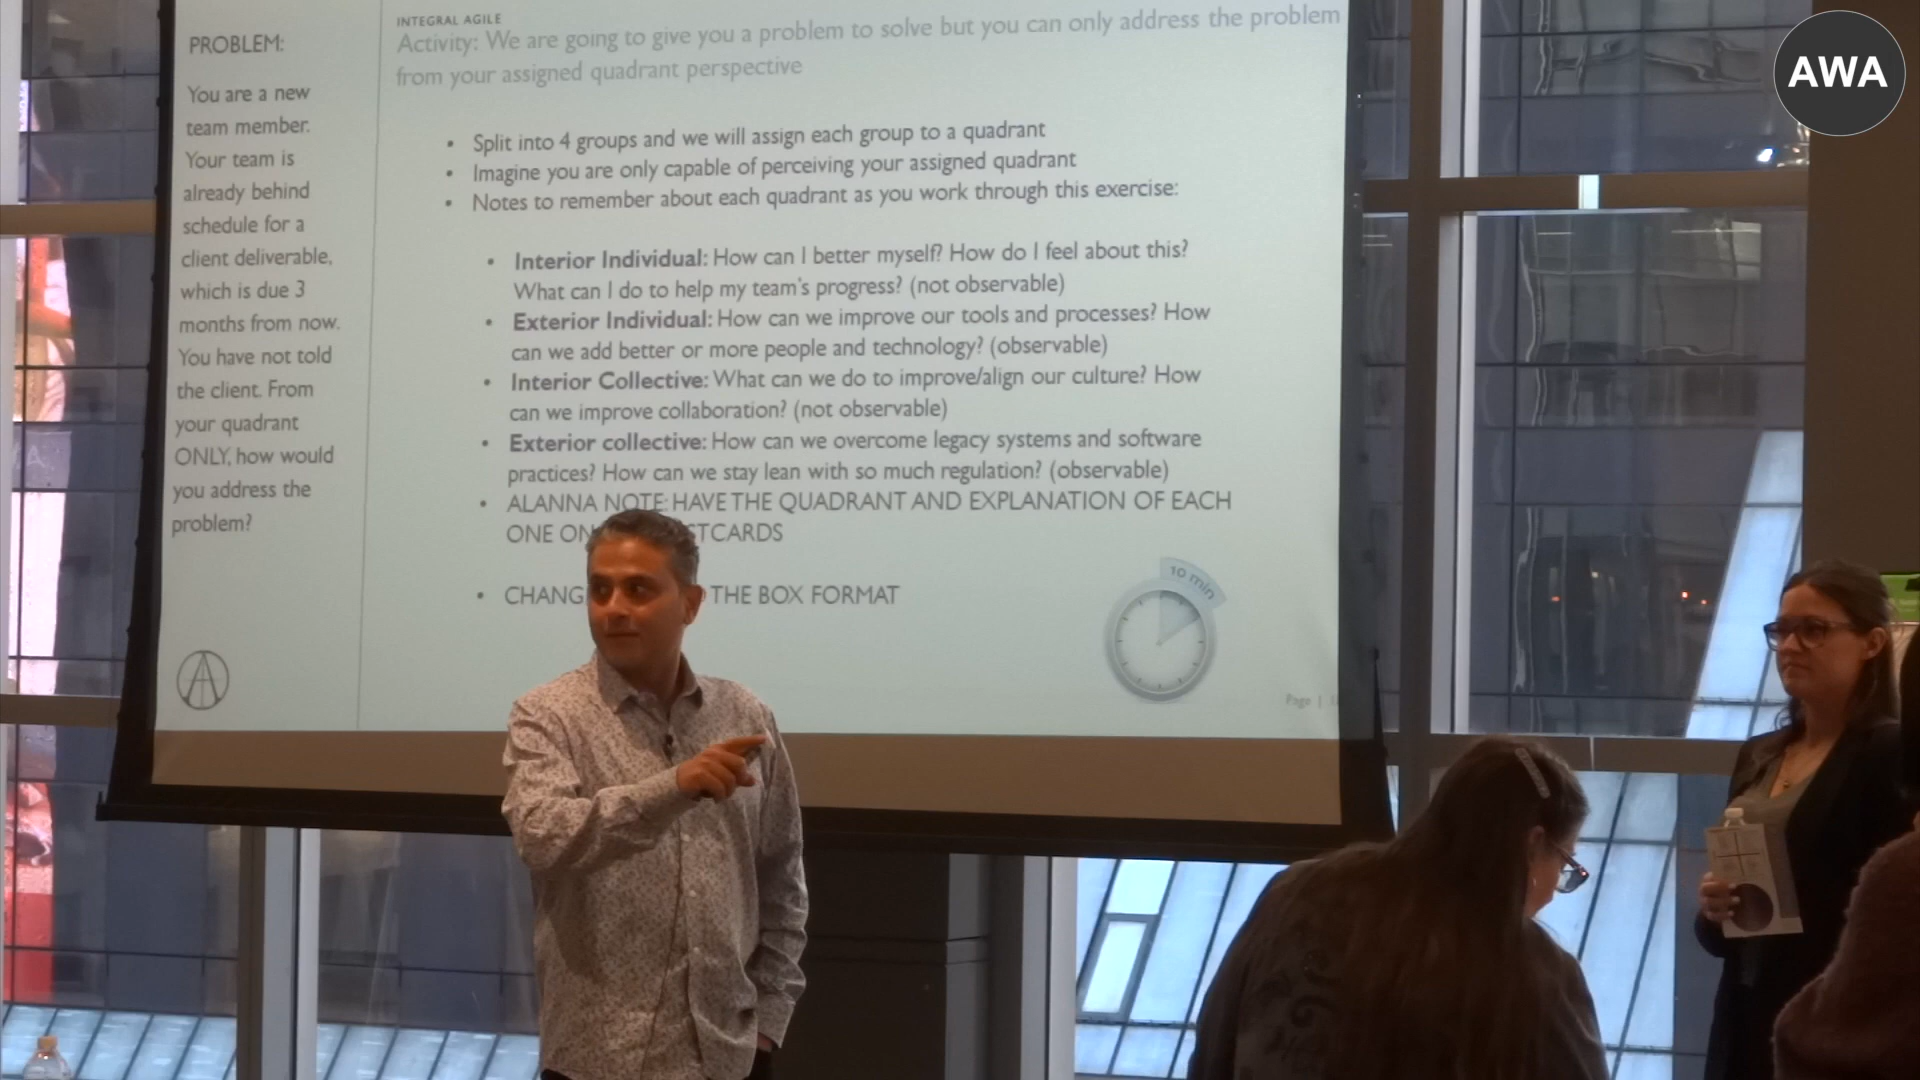 PROBLEM:
You are a new
team member.
Your team is
already behind
schedule for a
client deliverable,
which is due 3
months from now.
You have not told
the client. From
your quadrant
ONLY, how would
you address the
problem?
INTEGRAL AGILE
Activity: We are going to give you a problem to solve but you can only address the problem
from your assigned quadrant perspective
• Split into 4 groups and we will assign each group to a quadrant
• Imagine you are only capable of perceiving your assigned quadrant
• Notes to remember about each quadrant as you work through this exercise:
• Interior Individual: How can I better myself? How do I feel about this?
What can I do to help my team's progress? (not observable)
• Exterior Individual: How can we improve our tools and processes? How
can we add better or more people and technology? (observable)
• Interior Collective: What can we do to improve/align our culture? How
can we improve collaboration? (not observable)
• Exterior collective: How can we overcome legacy systems and software
practices? How can we stay lean with so much regulation? (observable)
• ALANNA NOTE: HAVE THE QUADRANT AND EXPLANATION OF EACH
ONE ON
• THE BOX FORMAT
10 min
Page |
AWA